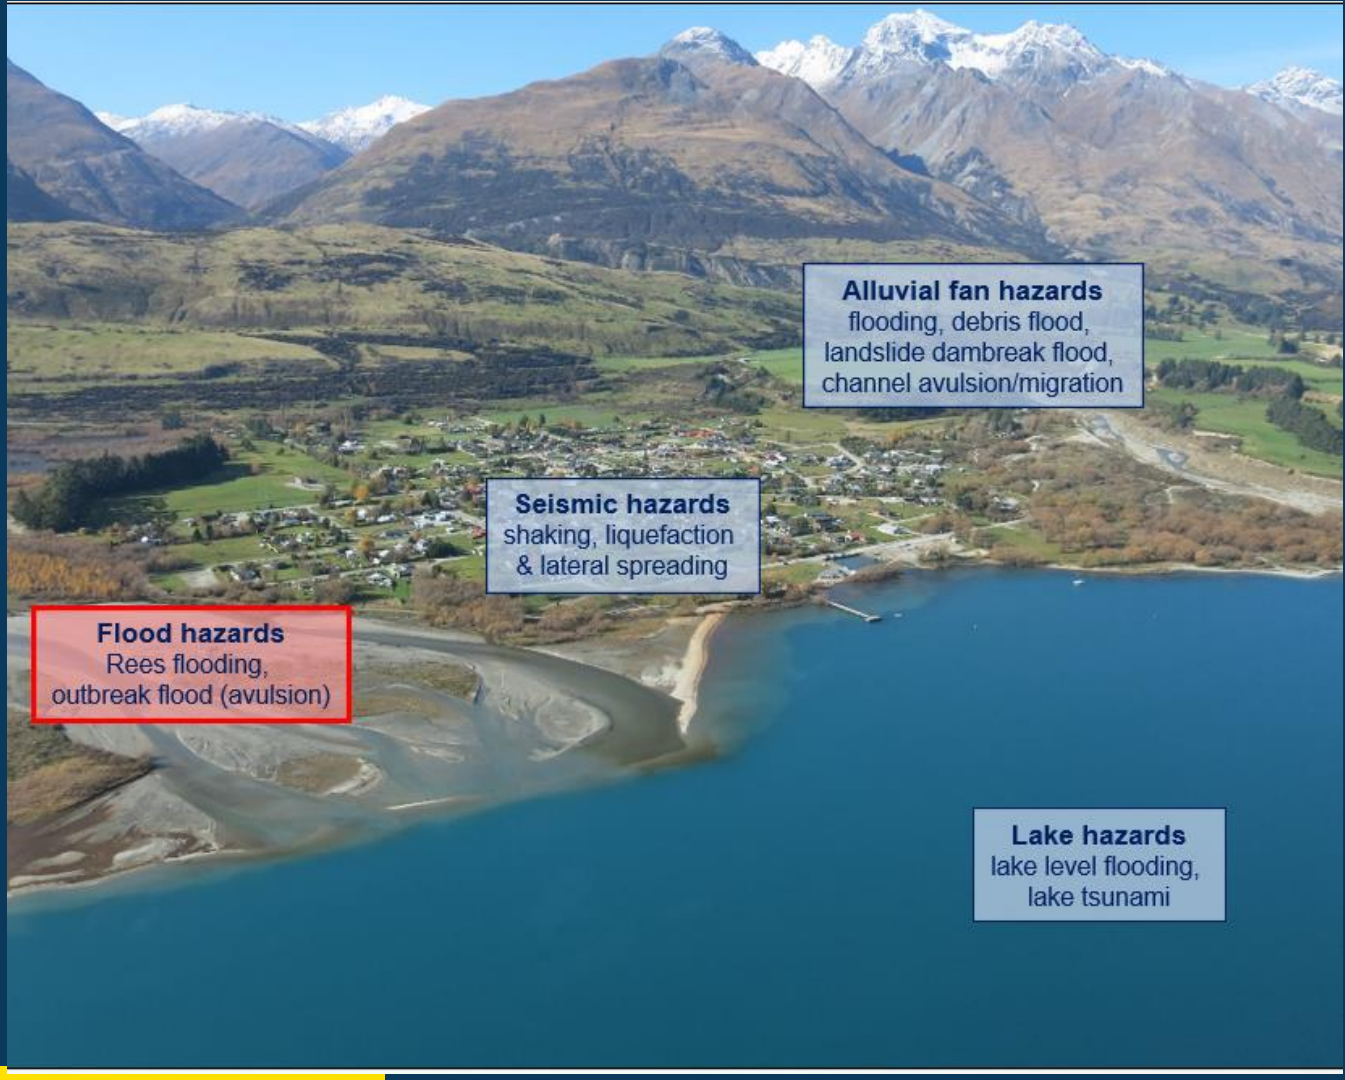 Alluvial fan hazards
flooding, debris flood,
landslide dambreak flood,
channel avulsion/migration
Seismic hazards
shaking, liquefaction
& lateral spreading
Flood hazards
Rees flooding,
outbreak flood (avulsion)
Lake hazards
lake level flooding,
lake tsunami